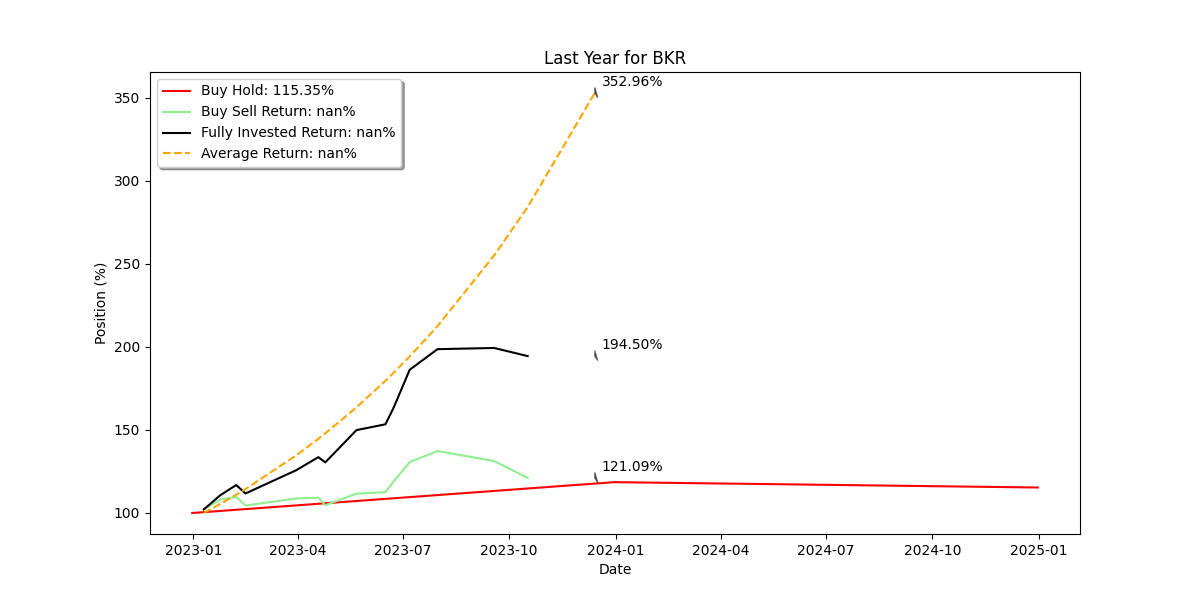 Last Year for BKR
Buy Hold: 115.35%
Buy Sell Return: nan%
Fully Invested Return: nan%
Average Return: nan%
352.96%
194.50%
121.09%
Position (%)
350
300
250
200
150
100
2023-01 2023-04 2023-07 2023-10 2024-01 2024-04 2024-07 2024-10 2025-01
Date